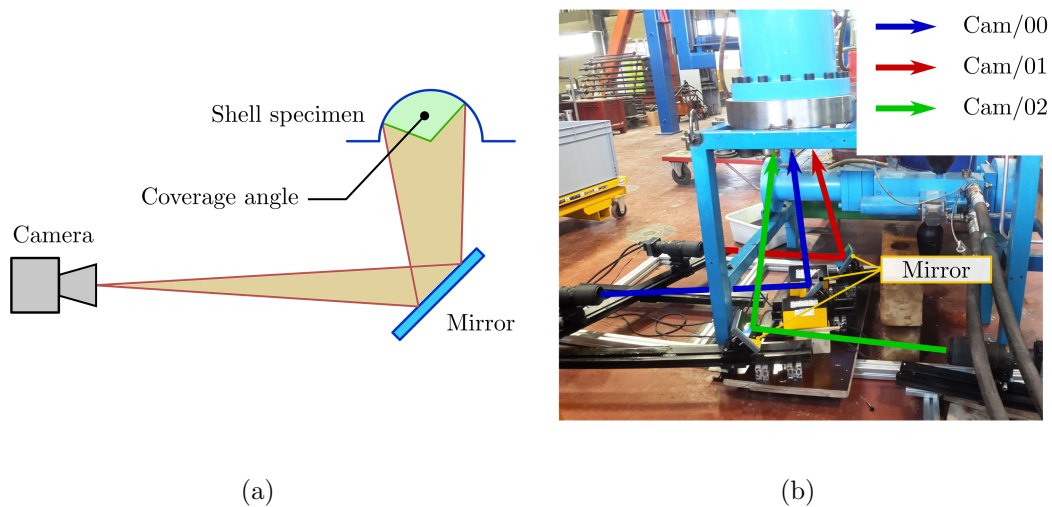 Shell specimen
Coverage angle
Camera
Mirror
(a)
Cam/00
Cam/01
Cam/02
Mirror
(b)